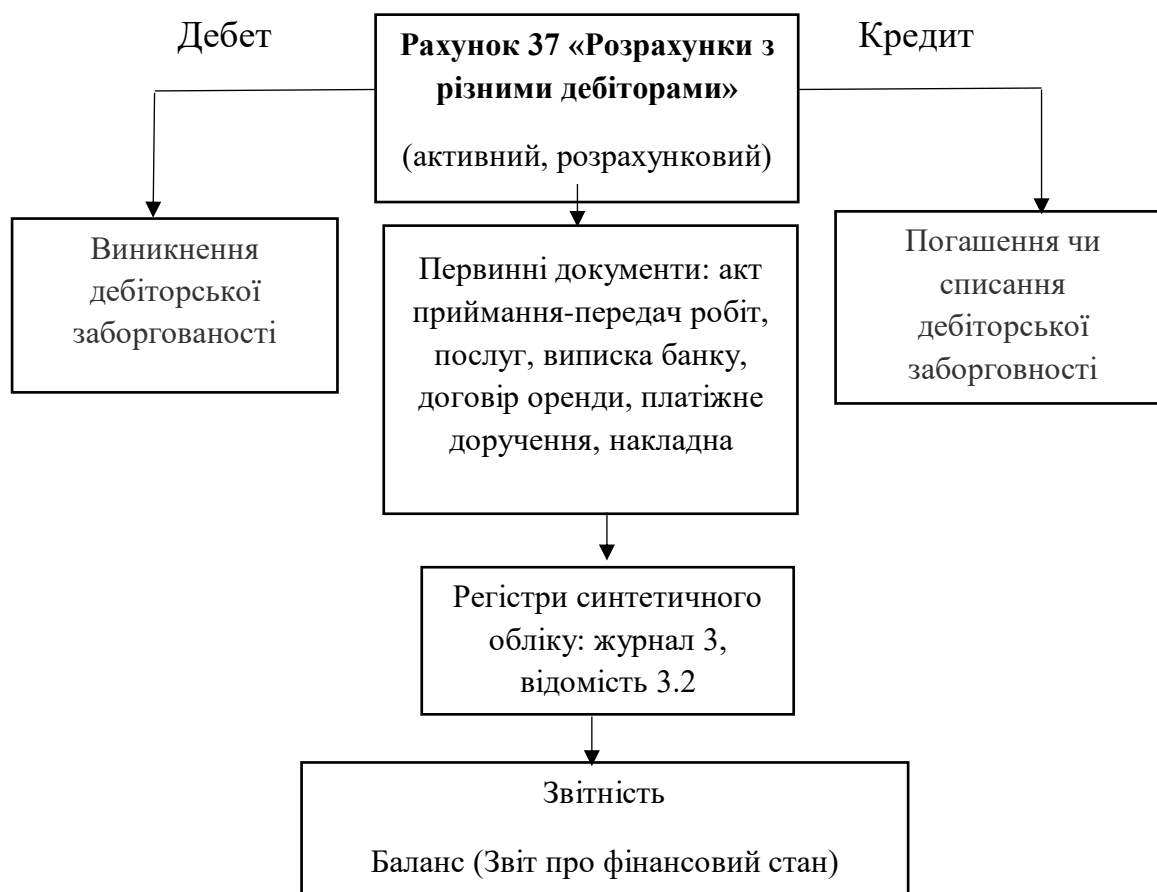 Дебет
Рахунок 37 «Розрахунки з
різними дебіторами»
(активний, розрахунковий)
Кредит
Виникнення
дебіторської
заборгованості
Первинні документи: акт
приймання-передач робіт,
послуг, виписка банку,
договір оренди, платіжне
доручення, накладна
Погашення чи
списання
дебіторської
заборговності
Регістри синтетичного
обліку: журнал 3,
відомість 3.2
Звітність
Баланс (Звіт про фінансовий стан)